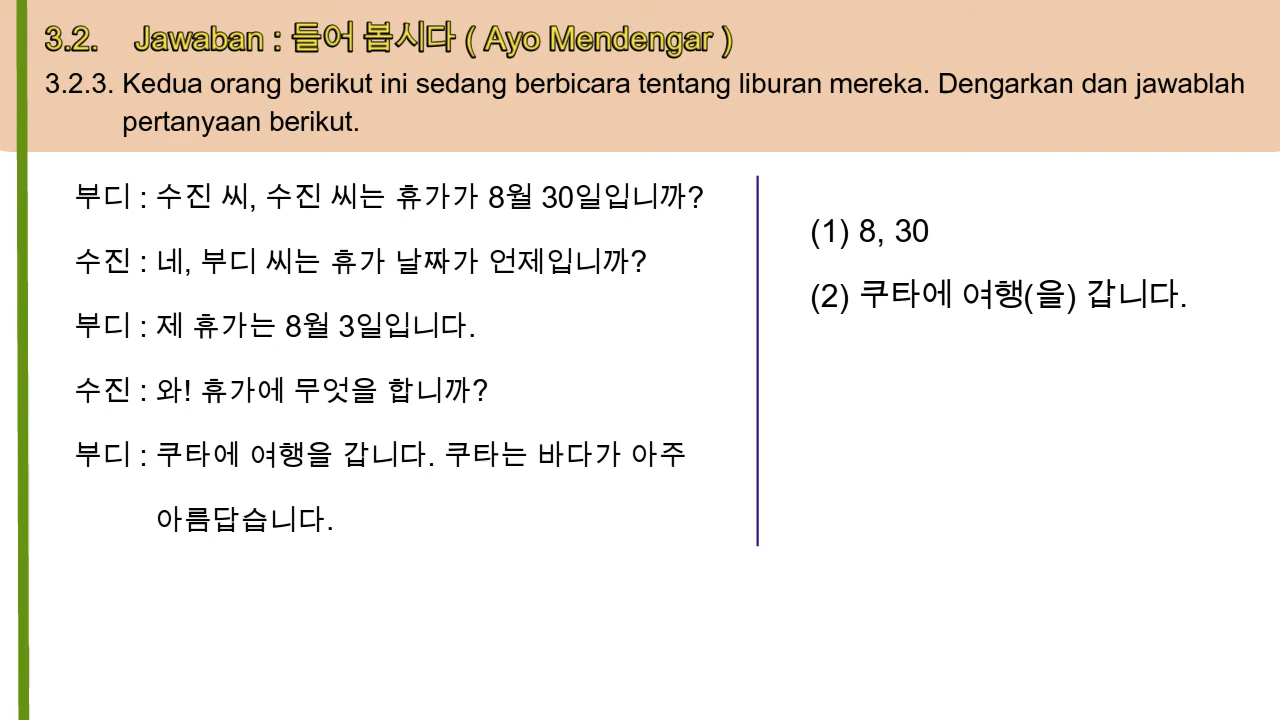 3.2. Jawaban : 들어 봅시다 ( Ayo Mendengar )
3.2.3. Kedua orang berikut ini sedang berbicara tentang liburan mereka. Dengarkan dan jawablah
pertanyaan berikut.
부디 : 수진 씨, 수진 씨는 휴가가 8월 30일입니까?
수진 : 네, 부디 씨는 휴가 날짜가 언제입니까?
부디 : 제 휴가는 8월 3일입니다.
수진 : 와! 휴가에 무엇을 합니까?
부디 : 쿠타에 여행을 갑니다. 쿠타는 바다가 아주
아름답습니다.
(1) 8, 30
(2) 쿠타에 여행(을) 갑니다.